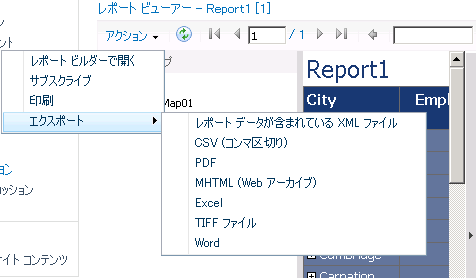 レポート ビューアー - Report1 [1]
アクション
1
/ 1
レポート ビルダーで開く
サブスクライブ
印刷
エクスポート
プ
Map01
Report1
City
Empl
レポート データが含まれている XML ファイル
CSV (コンマ区切り)
PDF
MHTML (Web アーカイブ)
Excel
TIFF ファイル
Word
ント
ョン
ッション
イト コンテンツ
Cambridge
Carnation